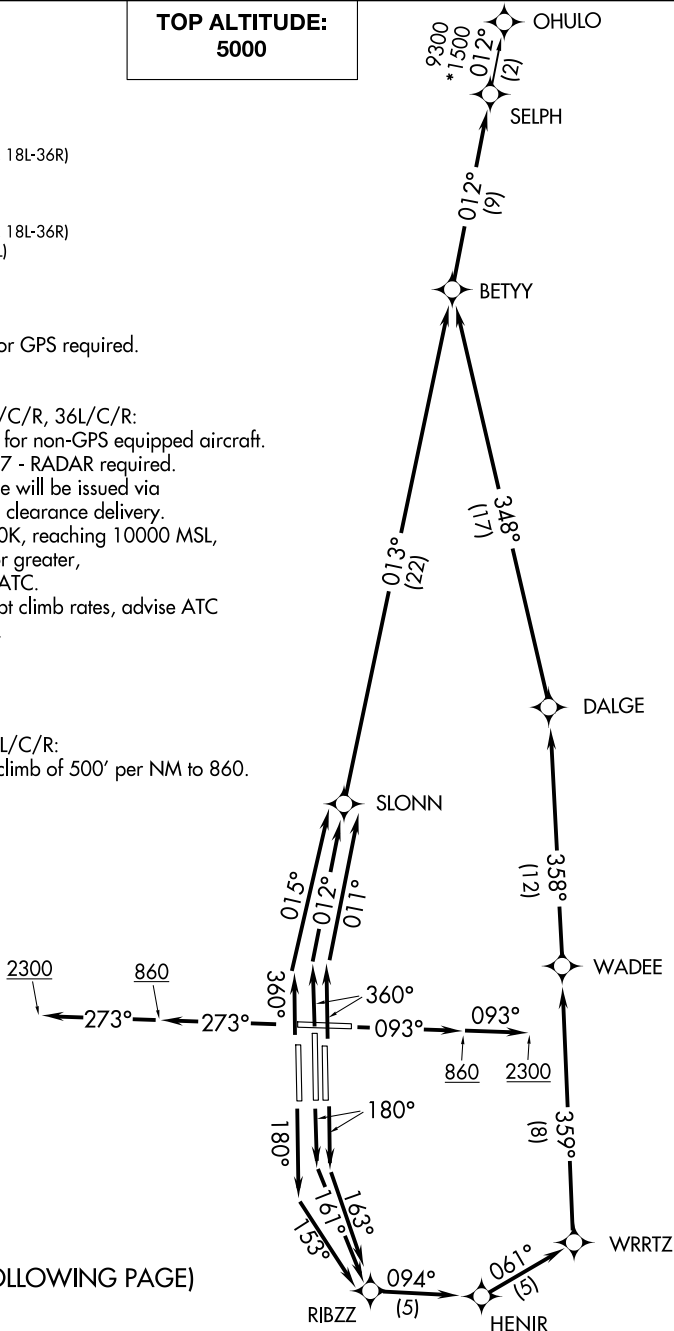 TOP ALTITUDE:
5000
OHULO
9300
*1500
012°
(2)
SELPH
18L-36R)
012°
(9)
18L-36R)
L)
BETYY
or GPS required.
/C/R, 36L/C/R:
for non-GPS equipped aircraft.
7 - RADAR required.
e will be issued via
clearance delivery.
0K, reaching 10000 MSL,
or greater,
ATC.
pt climb rates, advise ATC
348°
(17)
013°
(22)
DALGE
L/C/R:
climb of 500' per NM to 860.
SLONN
015°
012°
011°
358°
(12)
2300
860
WADEE
360°
360°
273°
273°
093°
093°
860
2300
180°
180°
359°
(8)
153°
161°
163°
WRRTZ
OLLOWING PAGE)
094°
(5)
061°
(5)
RIBZZ
HENIR